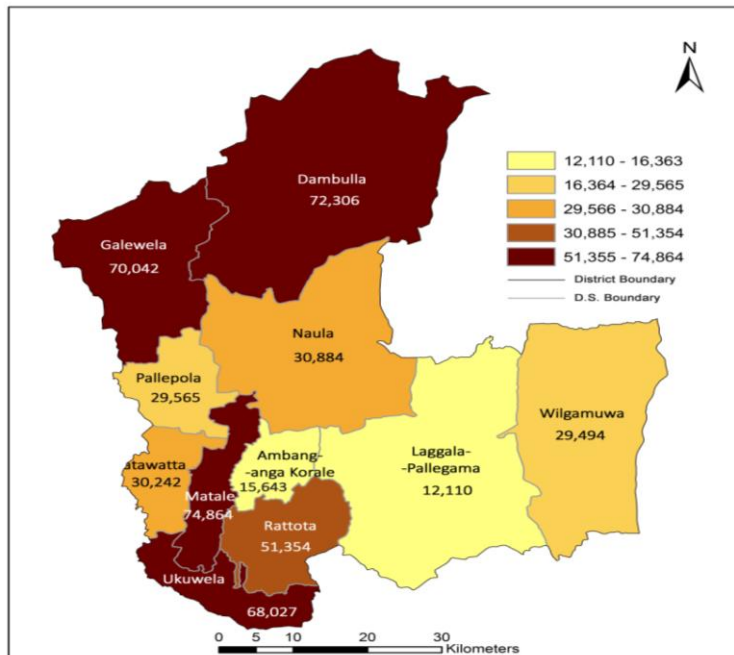 N
Dambulla
72,306
12,110 - 16,363
16,364 - 29,565
29,566 - 30,884
30,885 - 51,354
51,355 - 74,864
District Boundary
D.S. Boundary
Galewela
70,042
Naula
30,884
Pallepola
29,565
Wilgamuwa
29,494
atawatta
30,242
Matale
74,864
Ambang-
-anga Korale
15,643
Laggala-
-Pallegama
12,110
Rattota
51,354
Ukuwela
68,027
0 5 10 20 30
Kilometers